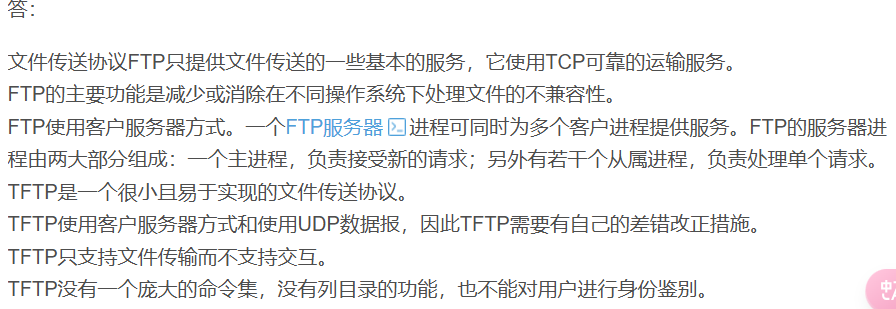 答：
文件传送协议FTP只提供文件传送的一些基本的服务，它使用TCP可靠的运输服务。
FTP的主要功能是减少或消除在不同操作系统下处理文件的不兼容性。
FTP使用客户服务器方式。一个FTP服务器进程可同时为多个客户进程提供服务。FTP的服务器进
程由两大部分组成：一个主进程，负责接受新的请求；另外有若干个从属进程，负责处理单个请求。
TFTP是一个很小且易于实现的文件传送协议。
TFTP使用客户服务器方式和使用UDP数据报，因此TFTP需要有自己的差错改正措施。
TFTP只支持文件传输而不支持交互。
TFTP没有一个庞大的命令集，没有列目录的功能，也不能对用户进行身份鉴别。